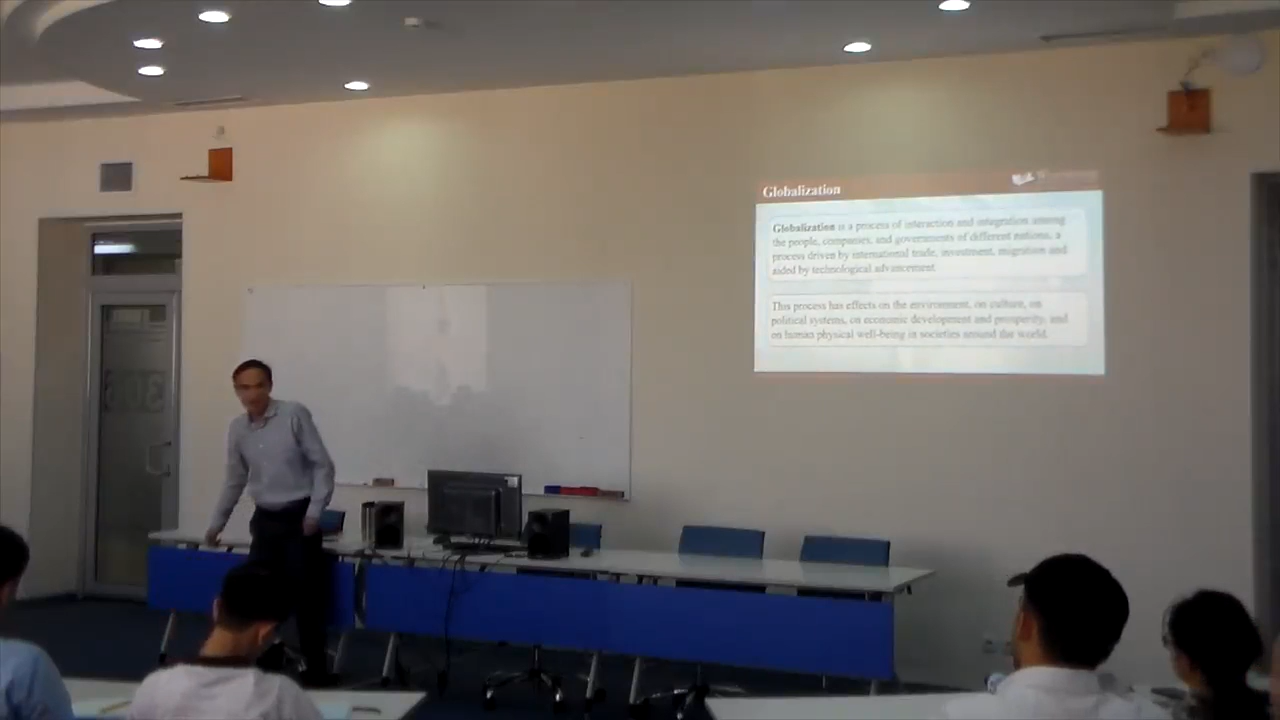 Globalization
Globalization is a process of interaction and integration among
the people, companies, and governments of different nations, a
process driven by international trade, investment, migration and
aided by technological advancement.
This process has effects on the environment, on culture, on
political systems, on economic development and prosperity, and
on human physical well-being in societies around the world.